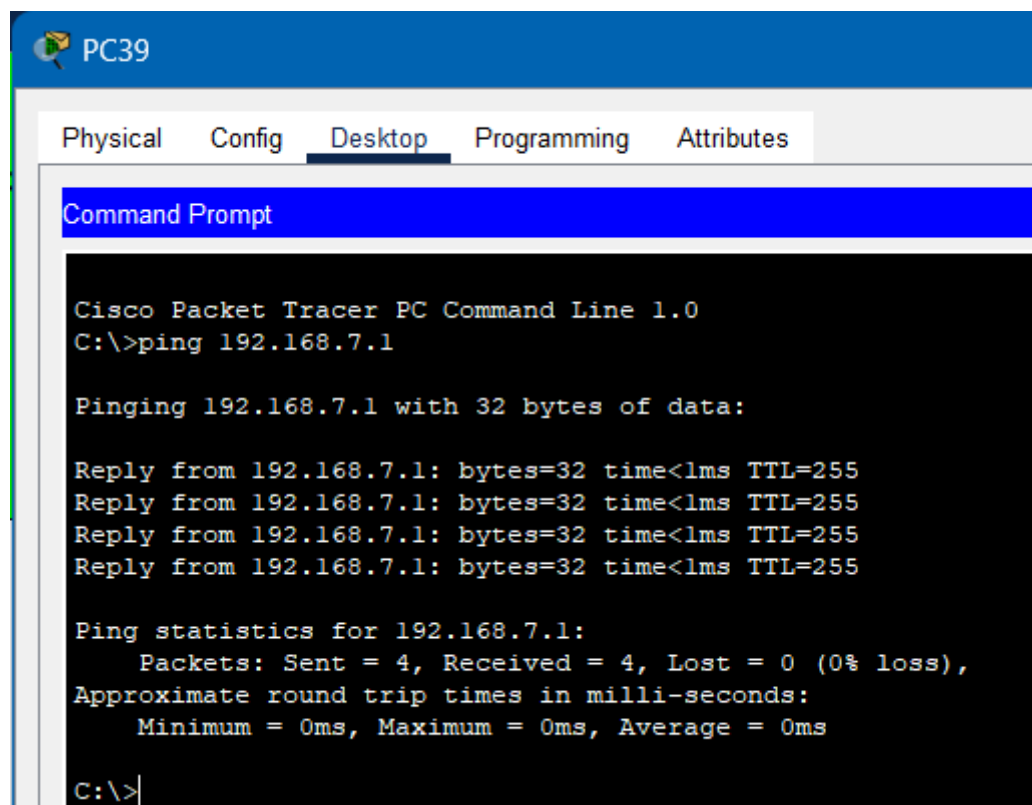 PC39
Physical Config Desktop Programming Attributes
Command Prompt
Cisco Packet Tracer PC Command Line 1.0
C:\>ping 192.168.7.1
Pinging 192.168.7.1 with 32 bytes of data:
Reply from 192.168.7.1: bytes=32 time<1ms TTL=255
Reply from 192.168.7.1: bytes=32 time<1ms TTL=255
Reply from 192.168.7.1: bytes=32 time<1ms TTL=255
Reply from 192.168.7.1: bytes=32 time<1ms TTL=255
Ping statistics for 192.168.7.1:
Packets: Sent = 4, Received = 4, Lost = 0 (0% loss),
Approximate round trip times in milli-seconds:
Minimum = 0ms, Maximum = 0ms, Average = 0ms
C:\>